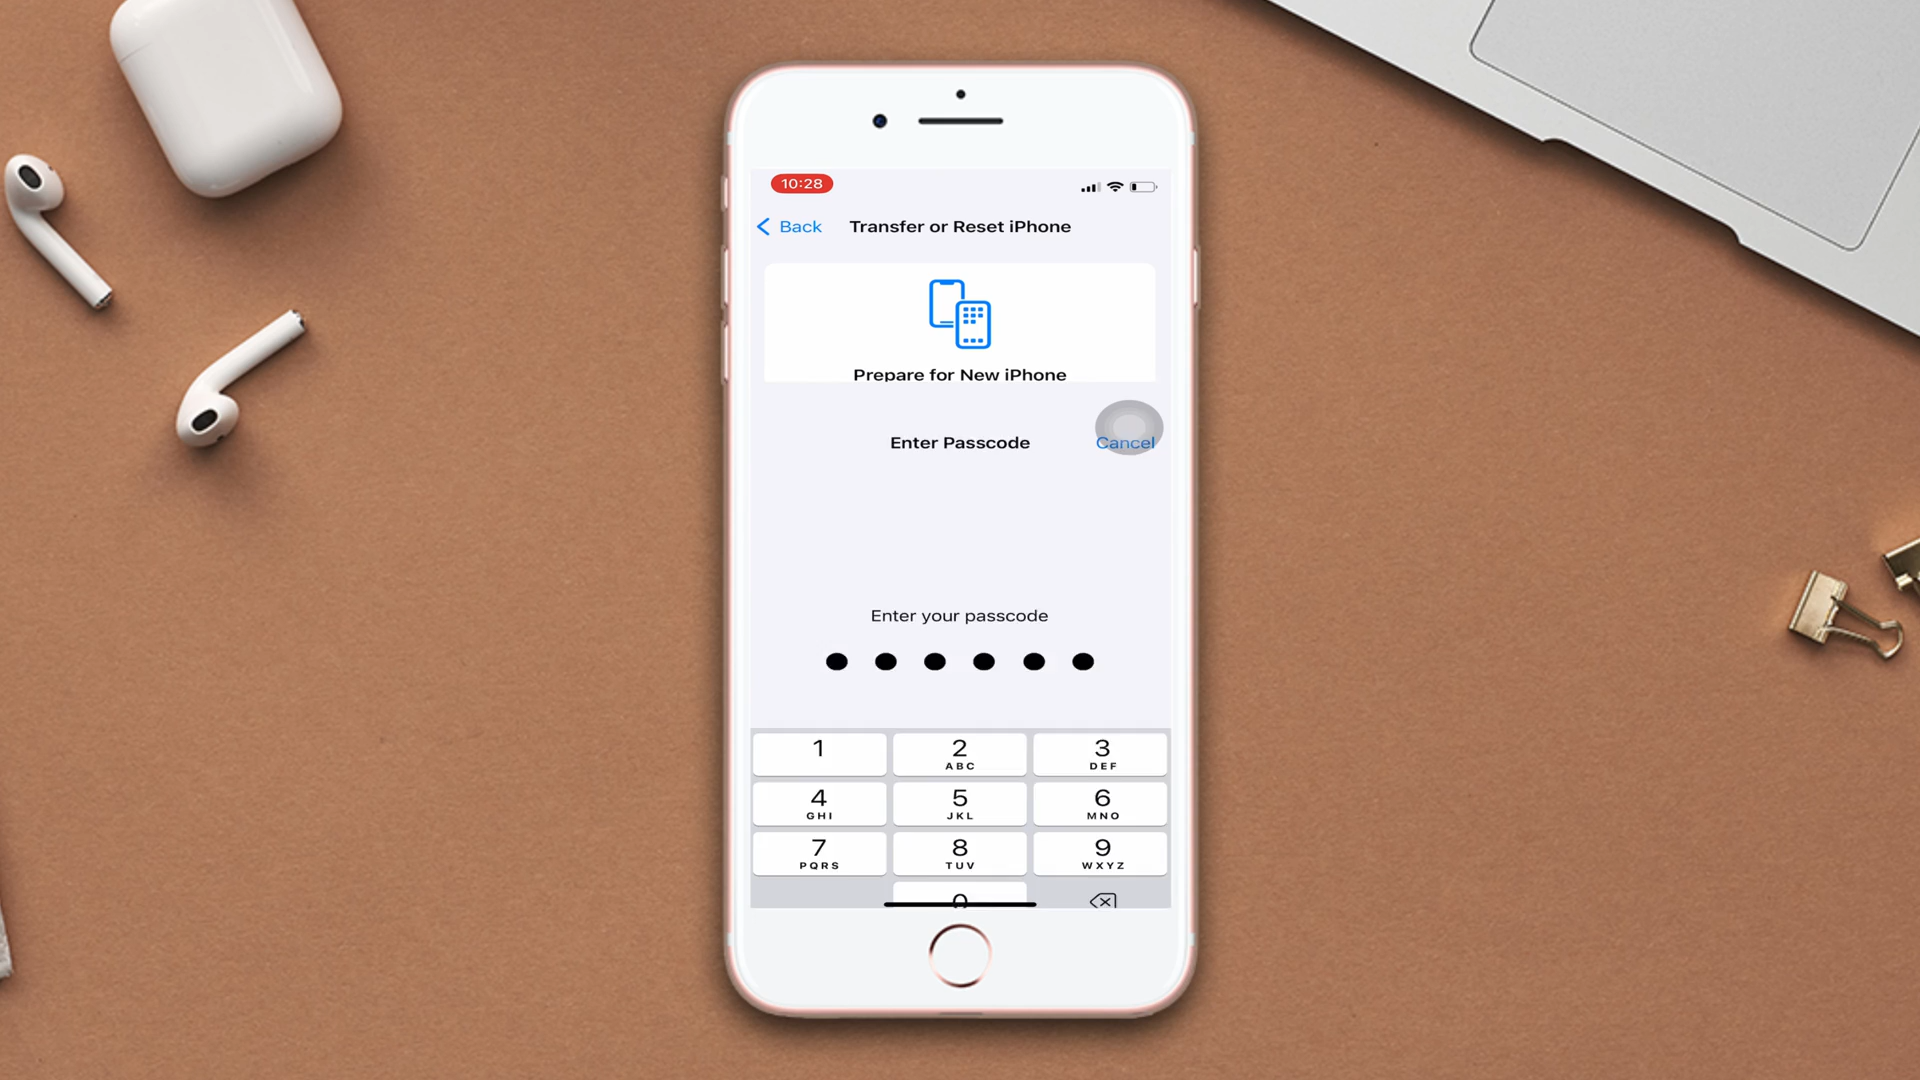 10:28
Back Transfer or Reset iPhone
Prepare for New iPhone
Enter Passcode Cancel
Enter your passcode
1 2 3
ABC DEF
4 5 6
GHI JKL MNO
7 8 9
PQRS TUV WXYZ
0